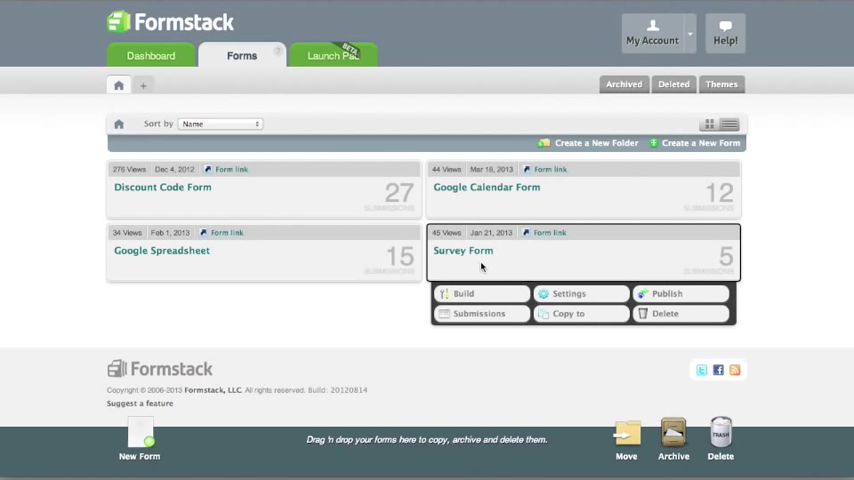 Formstack
My Account
Help!
Dashboard
Forms
?
Launch Pad
BETA
+
Archived
Deleted
Themes
Sort by
Name
Create a New Folder
Create a New Form
276 Views Dec 4, 2012 Form link
Discount Code Form
27
SUBMISSIONS
44 Views Mar 18, 2013 Form link
Google Calendar Form
12
SUBMISSIONS
34 Views Feb 1, 2013 Form link
Google Spreadsheet
15
SUBMISSIONS
45 Views Jan 21, 2013 Form link
Survey Form
5
SUBMISSIONS
Build
Settings
Publish
Submissions
Copy to
Delete
Formstack
Copyright © 2006-2013 Formstack, LLC. All rights reserved. Build: 20120814
Suggest a feature
New Form
Drag 'n drop your forms here to copy, archive and delete them.
Move
Archive
TRASH
Delete